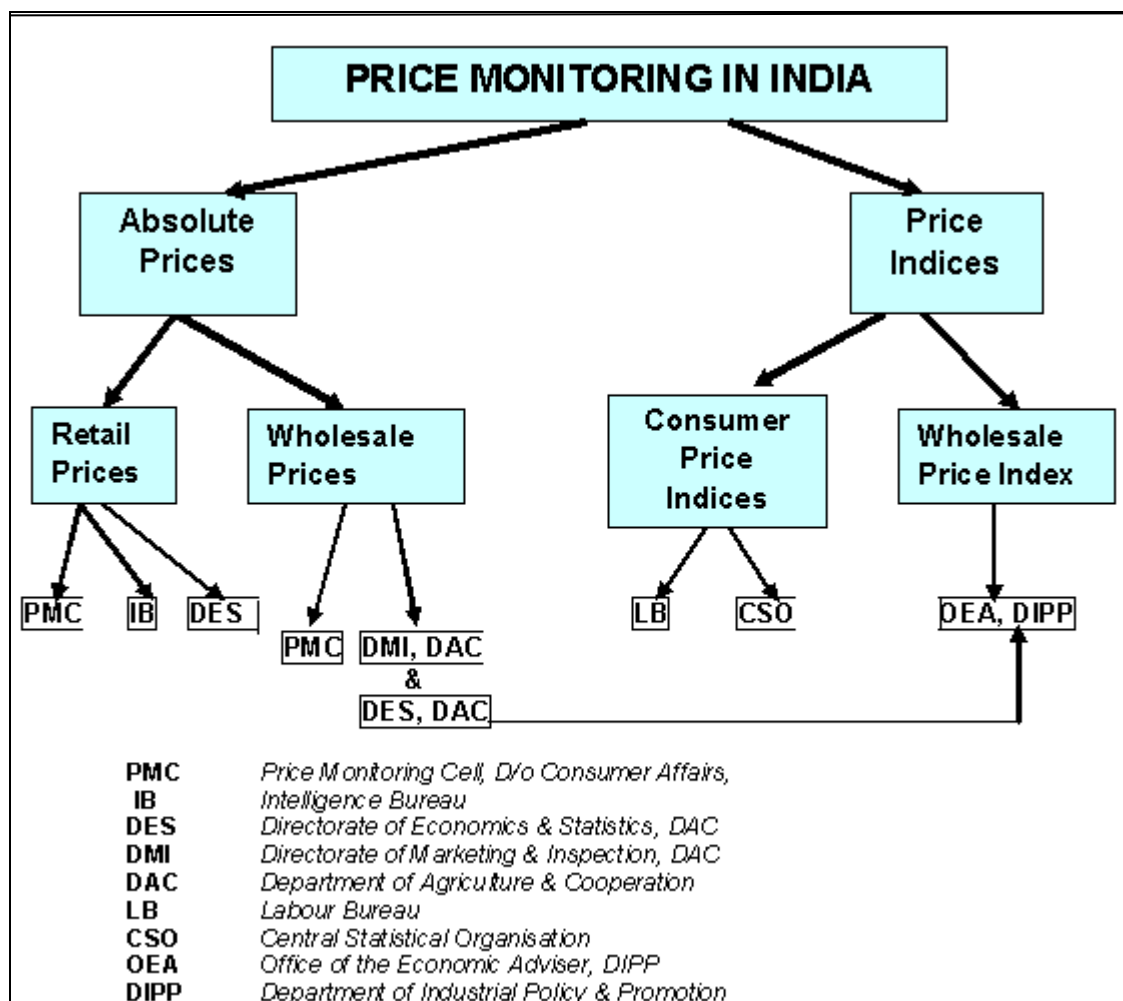 PRICE MONITORING IN INDIA
Absolute
Prices
Price
Indices
Retail
Prices
Wholesale
Prices
Consumer
Price
Indices
Wholesale
Price Index
PMC
IB
DES
PMC
DMI, DAC
&
DES, DAC
LB
CSO
OEA, DIPP
PMC Price Monitoring Cell, D/o Consumer Affairs,
IB Intelligence Bureau
DES Directorate of Economics & Statistics, DAC
DMI Directorate of Marketing & Inspection, DAC
DAC Department of Agriculture & Cooperation
LB Labour Bureau
CSO Central Statistical Organisation
OEA Office of the Economic Adviser, DIPP
DIPP Department of Industrial Policy & Promotion